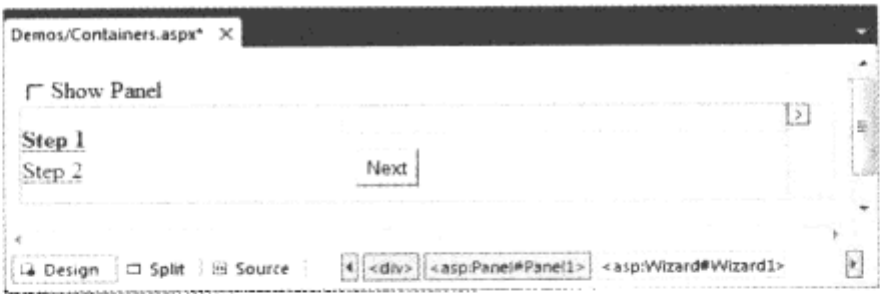 Demos/Containers.aspx* X
Show Panel
Step 1
Step 2
Next
Design Split Source <div> <asp:Panel#Panel1> <asp:Wizard#Wizard1>